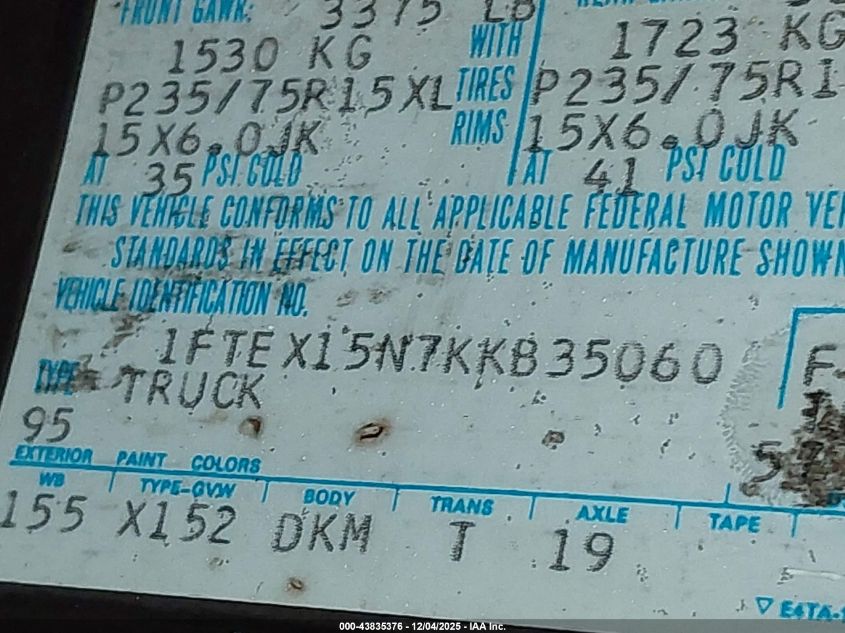 FRONT GAWR: 3375 LB
1530 KG WITH 1723 KG
P235/75R15XL TIRES P235/75R1
15X6.0JK RIMS 15X6.0JK
AT 35 PSI COLD AT 41 PSI COLD
THIS VEHICLE CONFORMS TO ALL APPLICABLE FEDERAL MOTOR VE
STANDARDS IN EFFECT ON THE DATE OF MANUFACTURE SHOWN
VEHICLE IDENTIFICATION NO.
1FTEX15N7KKB35060
TYPE TRUCK
F
95
EXTERIOR PAINT COLORS
WB TYPE-GVW BODY TRANS AXLE TAPE
155 X152 DKM T 19
E4TA-
000-43835376 - 12/04/2025 - IAA Inc.